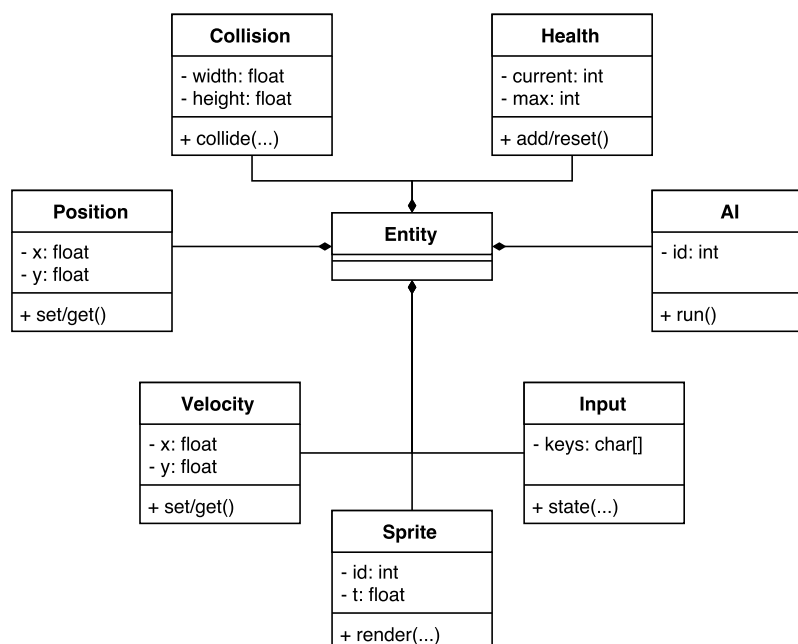 Collision
- width: float
- height: float
+ collide(...)
Health
- current: int
- max: int
+ add/reset()
Position
- x: float
- y: float
+ set/get()
Entity
AI
- id: int
+ run()
Velocity
- x: float
- y: float
+ set/get()
Input
- keys: char[]
+ state(...)
Sprite
- id: int
- t: float
+ render(...)